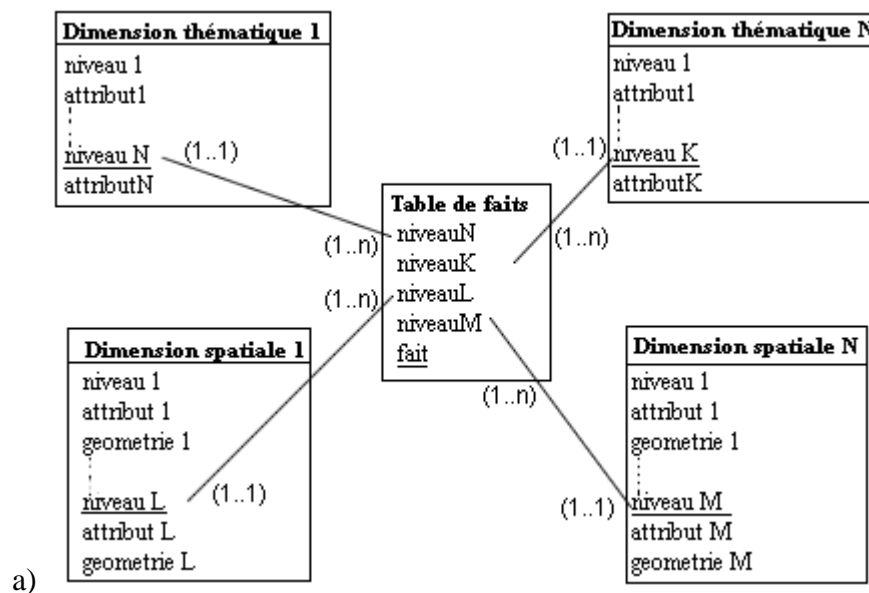 Dimension thématique 1
niveau 1
attribut1
niveau N
attributN
(1..1)
(1..n)
Dimension thématique N
niveau 1
attribut1
niveau K
attributK
(1..1)
(1..n)
Table de faits
niveauN
niveauK
niveauL
niveauM
fait
(1..n)
(1..n)
Dimension spatiale 1
niveau 1
attribut 1
geometrie 1
niveau L
attribut L
geometrie L
(1..1)
Dimension spatiale N
niveau 1
attribut 1
geometrie 1
niveau M
attribut M
geometrie M
(1..1)
a)